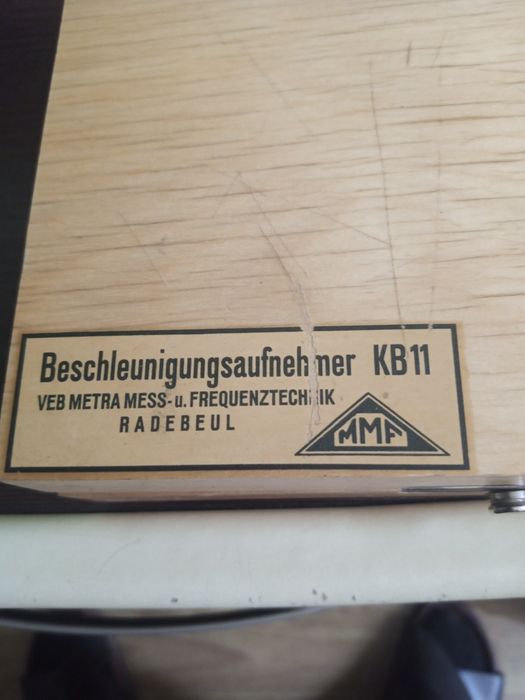 Beschleunigungsaufnehmer KB11
VEB METRA MESS- u. FREQUENZTECHNIK
RADEBEUL
MMF